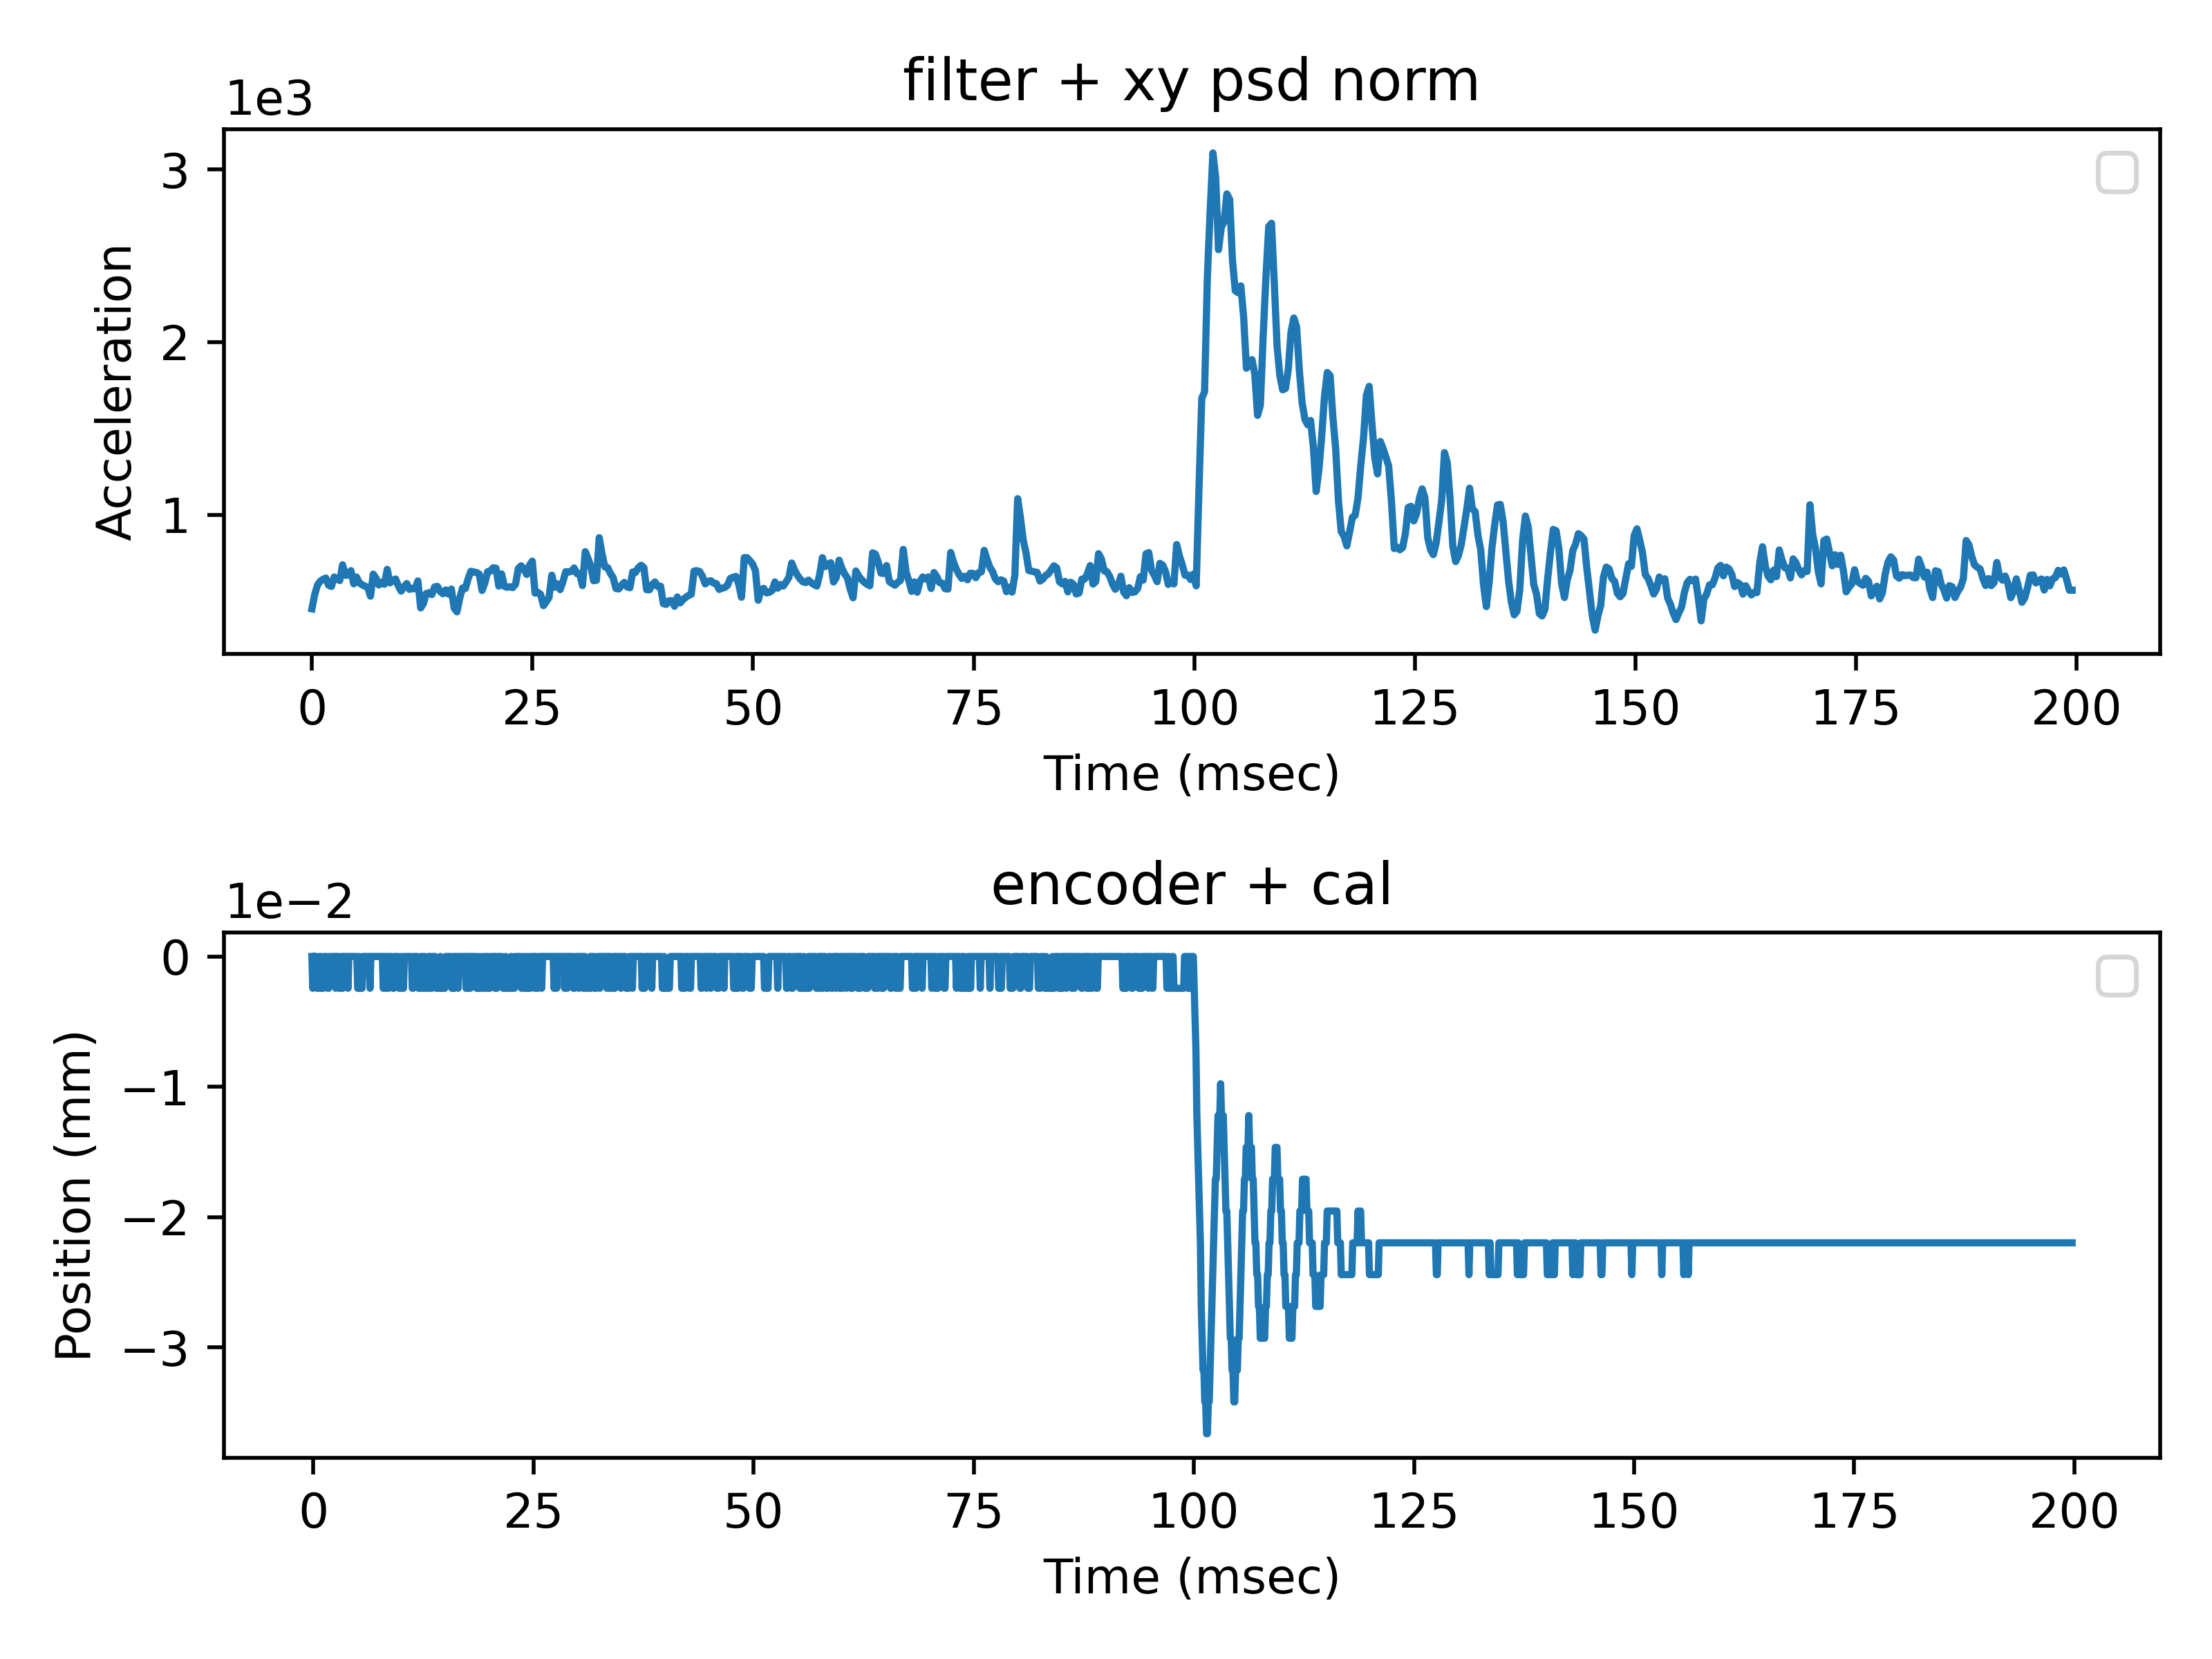 filter + xy psd norm
1e3
3
2
1
Acceleration
0 25 50 75 100 125 150 175 200
Time (msec)
encoder + cal
1e−2
0
−1
−2
−3
Position (mm)
0 25 50 75 100 125 150 175 200
Time (msec)